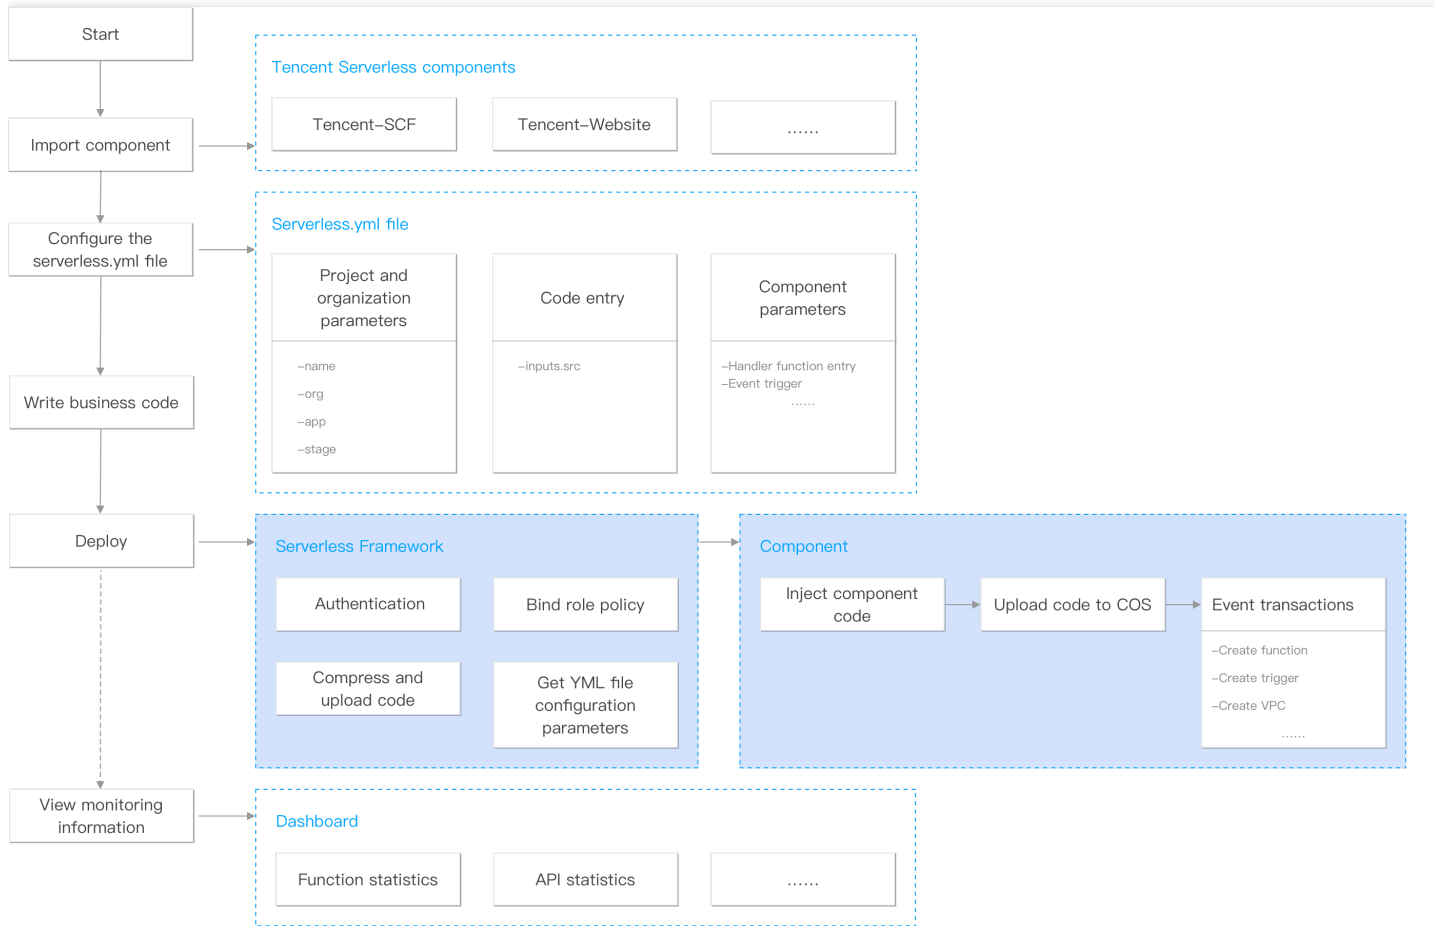 Start
Tencent Serverless components
Tencent-SCF
Tencent-Website
......
Import component
Serverless.yml file
Configure the
serverless.yml file
Project and
organization
parameters
-name
-org
-app
-stage
Code entry
-inputs.src
Component
parameters
-Handler function entry
-Event trigger
......
Write business code
Deploy
Serverless Framework
Authentication
Bind role policy
Compress and
upload code
Get YML file
configuration
parameters
Component
Inject component
code
Upload code to COS
Event transactions
-Create function
-Create trigger
-Create VPC
......
View monitoring
information
Dashboard
Function statistics
API statistics
......